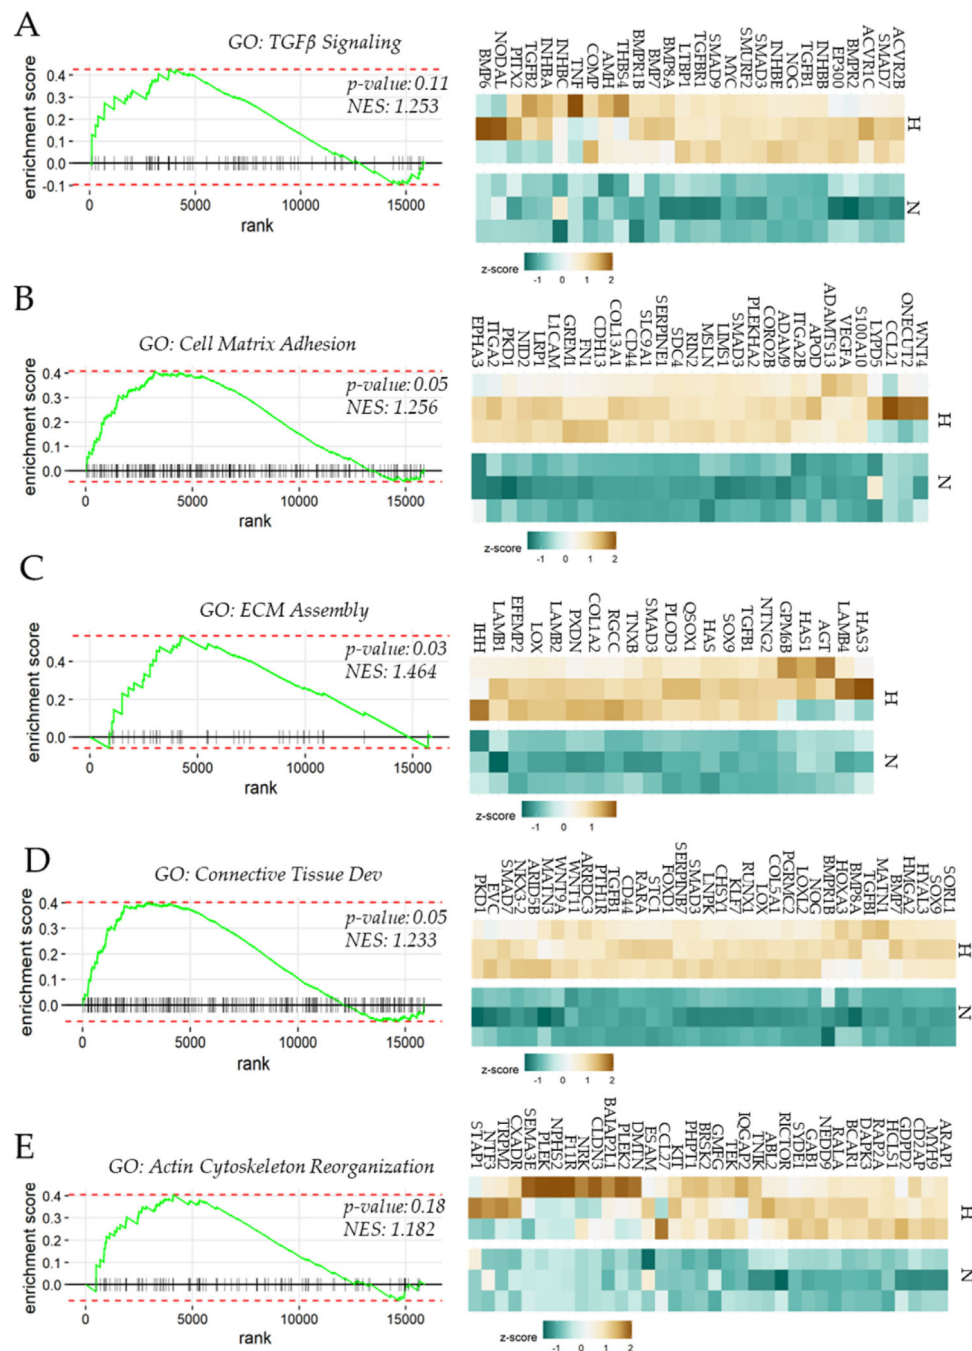 A
GO: TGFβ Signaling
p-value: 0.11
NES: 1.253
enrichment score
0.4
0.3
0.2
0.1
0.0
-0.1
0
5000
10000
15000
rank
BMP6
NODAL
PITX2
TGFB2
INHBA
INHBC
TNF
COMP
AMH
THBS4
BMPR1B
BMP7
BMP8A
LTBP1
TGFBR1
SMAD9
MYC
SMURF2
SMAD3
INHBE
NOG
TGFB1
INHBB
EP300
BMPR2
ACVR1C
SMAD7
ACVR2B
H
N
z-score
-1
0
1
2
B
GO: Cell Matrix Adhesion
p-value: 0.05
NES: 1.256
enrichment score
0.4
0.3
0.2
0.1
0.0
0
5000
10000
15000
rank
EPHA3
ITGA2
PKD1
NID2
LRP1
L1CAM
GREM1
FN1
CDH13
COL13A1
CD44
SLC9A1
SERPINE1
SDC4
RIN2
MSLN
LIMS1
SMAD3
PLEKHA2
CORO2B
ADAM9
ITGA2B
APOD
ADAMTS13
VEGFA
S100A10
LYPD5
CCL21
ONECUT2
WNT4
H
N
z-score
-1
0
1
2
C
GO: ECM Assembly
p-value: 0.03
NES: 1.464
enrichment score
0.4
0.2
0.0
0
5000
10000
15000
rank
IHH
LAMB1
EFEMP2
LOX
LAMB2
PXDN
COL1A2
RGCC
TNXB
SMAD3
PLOD3
QSOX1
HAS
SOX9
TGFB1
NTNG2
GPM6B
HAS1
AGT
LAMB4
HAS3
H
N
z-score
-1
0
1
D
GO: Connective Tissue Dev
p-value: 0.05
NES: 1.233
enrichment score
0.4
0.3
0.2
0.1
0.0
0
5000
10000
15000
rank
PKD1
EVC
SMAD7
NKX3-2
ARID5B
MATN3
WNT5A
WNT11
ARRDC3
PTH1R
TGFB1
CD44
RARA
STC1
FOXD1
SERPINB7
SMAD3
LNPK
CHSY1
KLF7
RUNX1
LOX
COL5A1
PGRMC2
LOXL2
NOG
BMPR1B
HOXA3
BMP8A
TGFBI
MATN1
BMP7
HMGA2
HYAL3
SOX9
SORL1
H
N
z-score
-1
0
1
2
E
GO: Actin Cytoskeleton Reorganization
p-value: 0.18
NES: 1.182
enrichment score
0.4
0.3
0.2
0.1
0.0
0
5000
10000
15000
rank
STAP1
NTF3
TRPM2
CXADR
SEMA3E
PLEK
NPHS2
F11R
NRK
CLDN3
BAIAP2L1
PLEK2
DMTN
ESAM
CCL27
KIT
PHPT1
BRSK2
GMFG
TEK
IQGAP2
TNIK
ABL2
RICTOR
SYDE1
GAB1
NEDD9
RALA
BCAR1
DAPK3
RAP2A
HCLS1
GDPD2
CD2AP
MYH9
ARAP1
H
N
z-score
-1
0
1
2